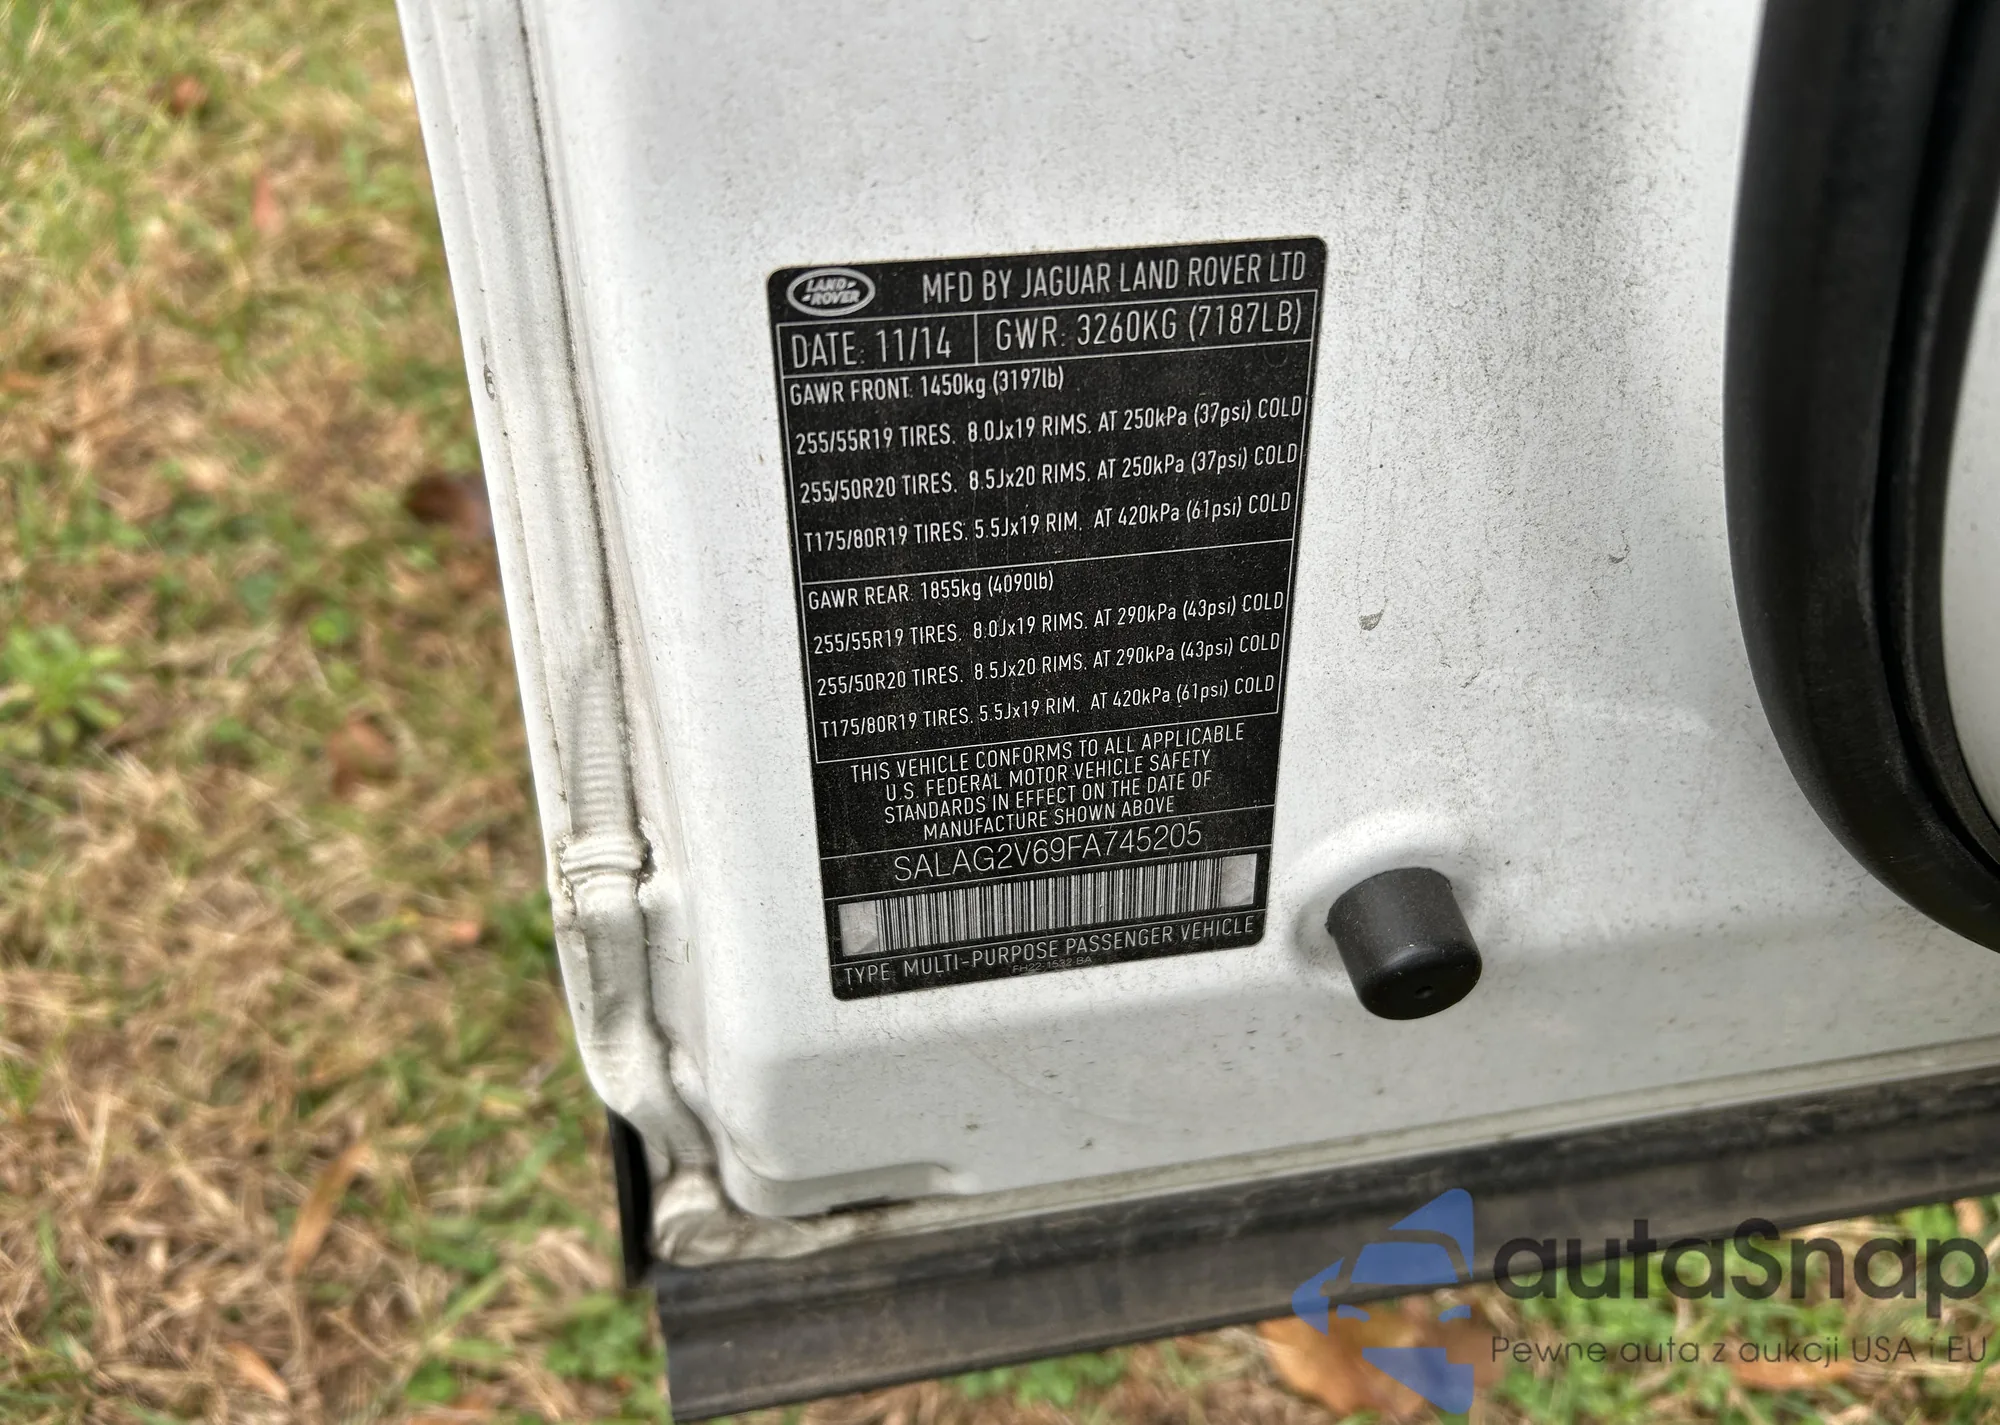 LAND-
-ROVER
MFD BY JAGUAR LAND ROVER LTD
DATE: 11/14 GWR: 3260KG (7187LB)
GAWR FRONT: 1450kg (3197lb)
255/55R19 TIRES. 8.0Jx19 RIMS. AT 250kPa (37psi) COLD
255/50R20 TIRES. 8.5Jx20 RIMS. AT 250kPa (37psi) COLD
T175/80R19 TIRES. 5.5Jx19 RIM. AT 420kPa (61psi) COLD
GAWR REAR: 1855kg (4090lb)
255/55R19 TIRES. 8.0Jx19 RIMS. AT 290kPa (43psi) COLD
255/50R20 TIRES. 8.5Jx20 RIMS. AT 290kPa (43psi) COLD
T175/80R19 TIRES. 5.5Jx19 RIM. AT 420kPa (61psi) COLD
THIS VEHICLE CONFORMS TO ALL APPLICABLE
U.S. FEDERAL MOTOR VEHICLE SAFETY
STANDARDS IN EFFECT ON THE DATE OF
MANUFACTURE SHOWN ABOVE
SALAG2V69FA745205
TYPE: MULTI-PURPOSE PASSENGER VEHICLE
FH22-1532-BA
autaSnap
Pewne auta z aukcji USA i EU